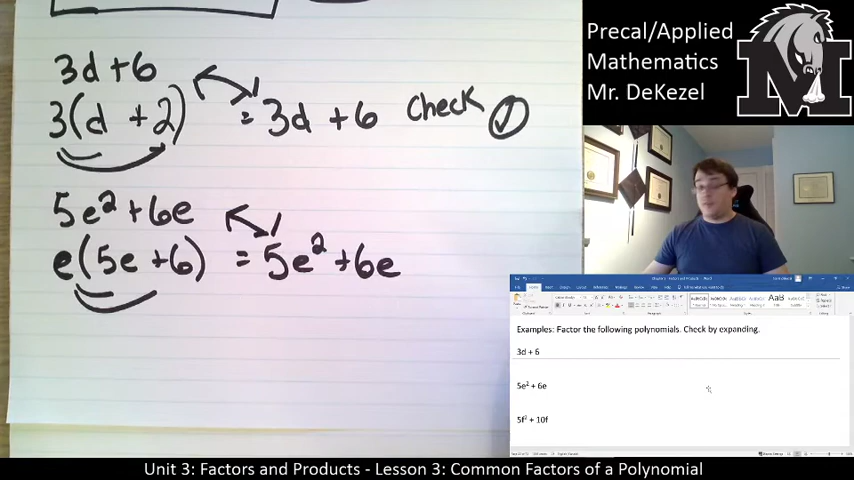 3d + 6
3(d + 2) = 3d + 6 Check ✓
5e² + 6e
e(5e + 6) = 5e² + 6e
Precal/Applied
Mathematics
Mr. DeKezel
M
Examples: Factor the following polynomials. Check by expanding.
3d + 6
5e² + 6e
5f² + 10f
Unit 3: Factors and Products - Lesson 3: Common Factors of a Polynomial